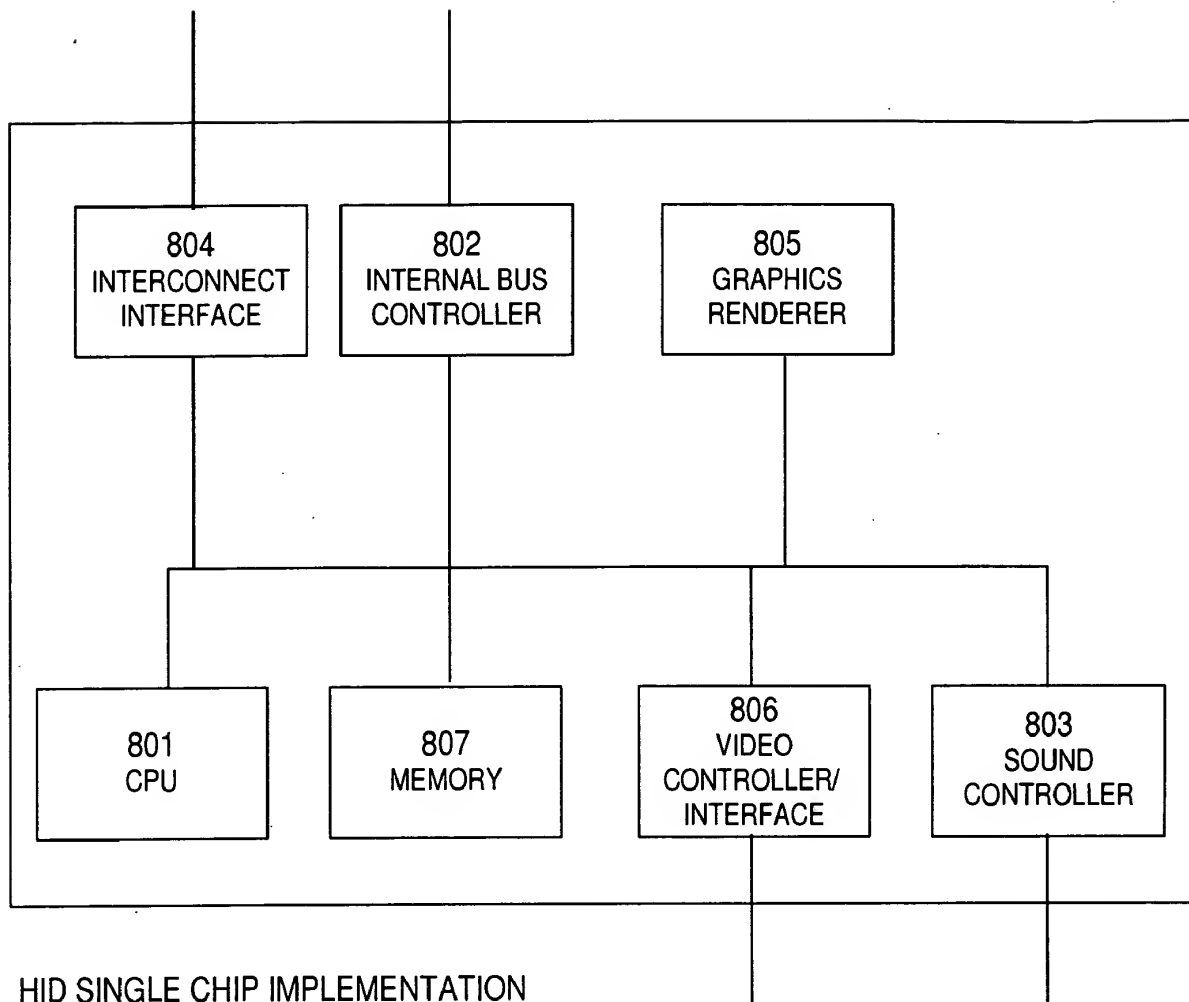 804
INTERCONNECT
INTERFACE
802
INTERNAL BUS
CONTROLLER
805
GRAPHICS
RENDERER
801
CPU
807
MEMORY
806
VIDEO
CONTROLLER/
INTERFACE
803
SOUND
CONTROLLER
HID SINGLE CHIP IMPLEMENTATION